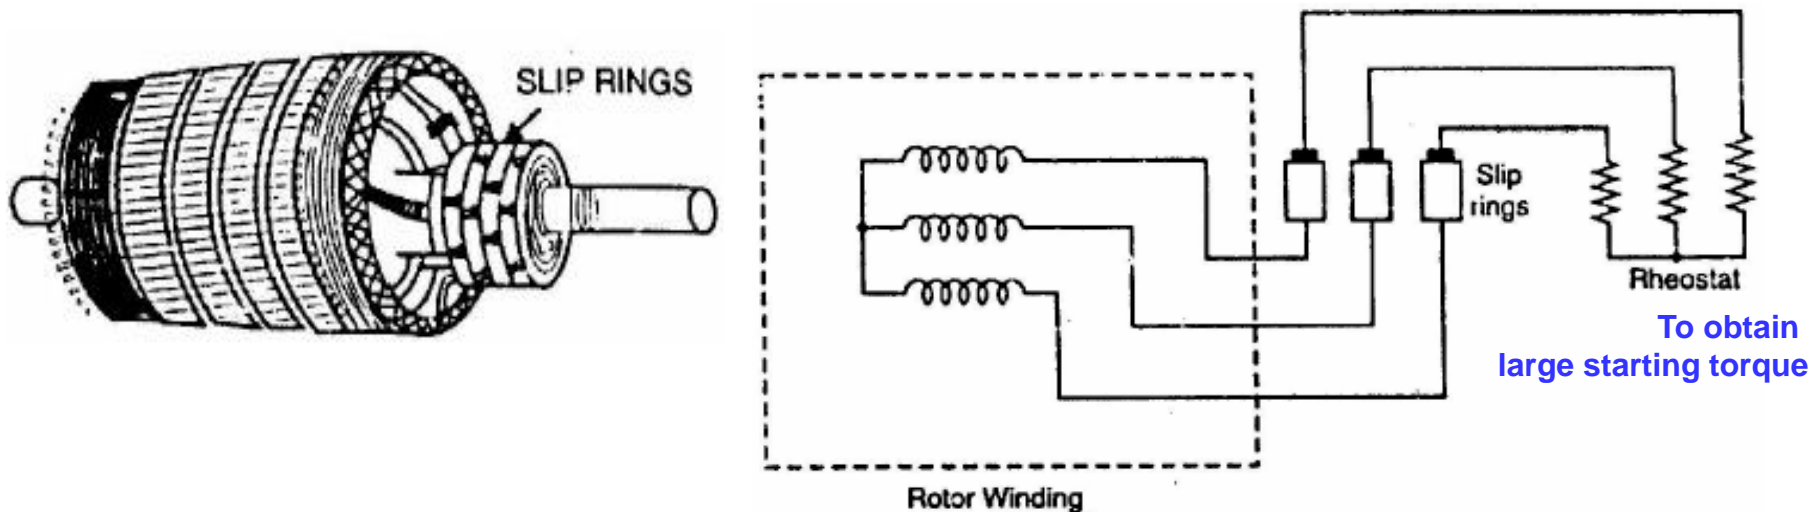 SLIP RINGS
Slip
rings
Rheostat
To obtain
large starting torque
Rotor Winding